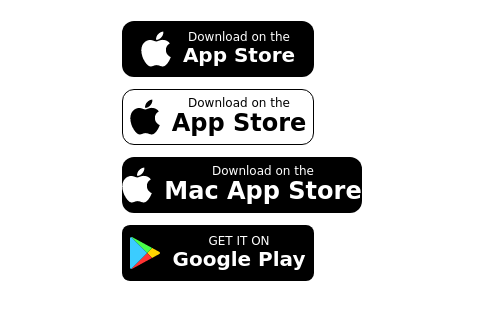 Download on the
App Store
Download on the
App Store
Download on the
Mac App Store
GET IT ON
Google Play